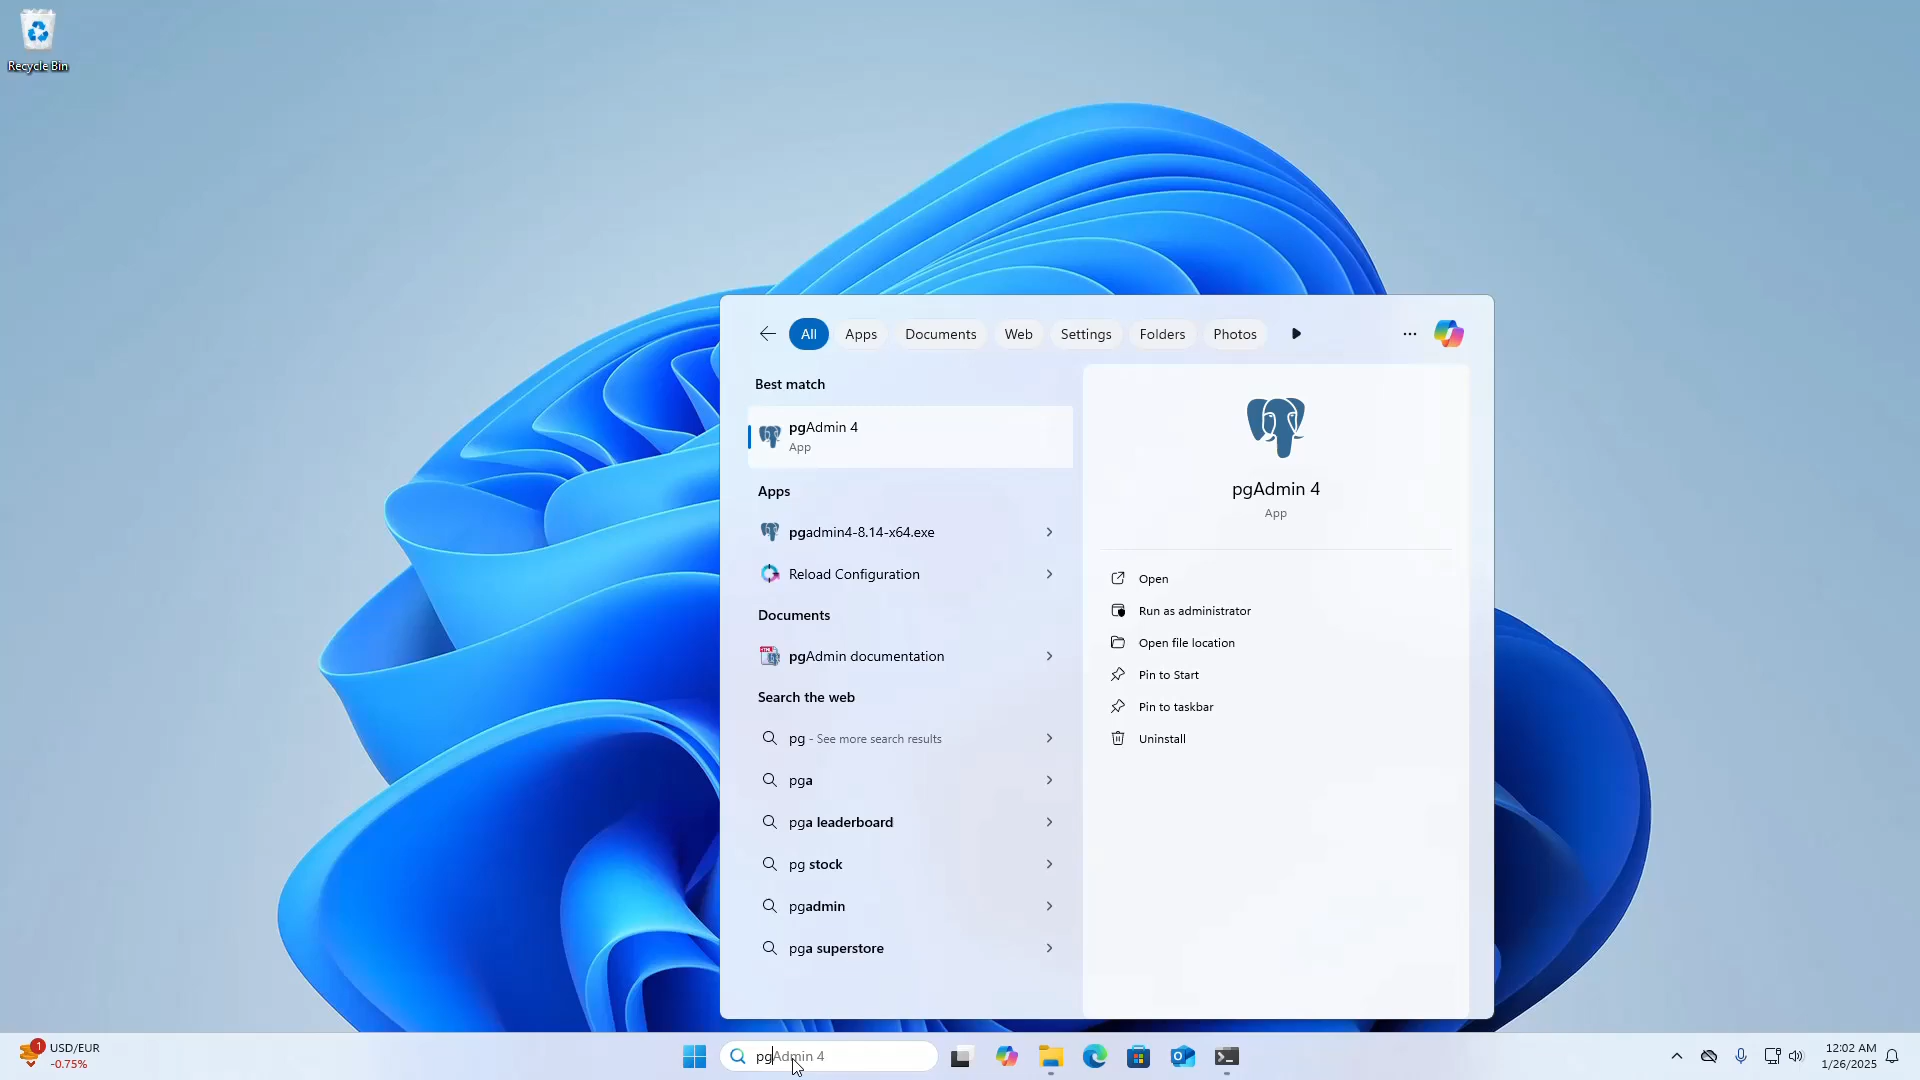 Recycle Bin
All
Apps
Documents
Web
Settings
Folders
Photos
Best match
pgAdmin 4
App
Apps
pgadmin4-8.14-x64.exe
Reload Configuration
Documents
pgAdmin documentation
Search the web
pg - See more search results
pga
pga leaderboard
pg stock
pgadmin
pga superstore
pgAdmin 4
App
Open
Run as administrator
Open file location
Pin to Start
Pin to taskbar
Uninstall
1
USD/EUR
-0.75%
pgAdmin 4
12:02 AM
1/26/2025